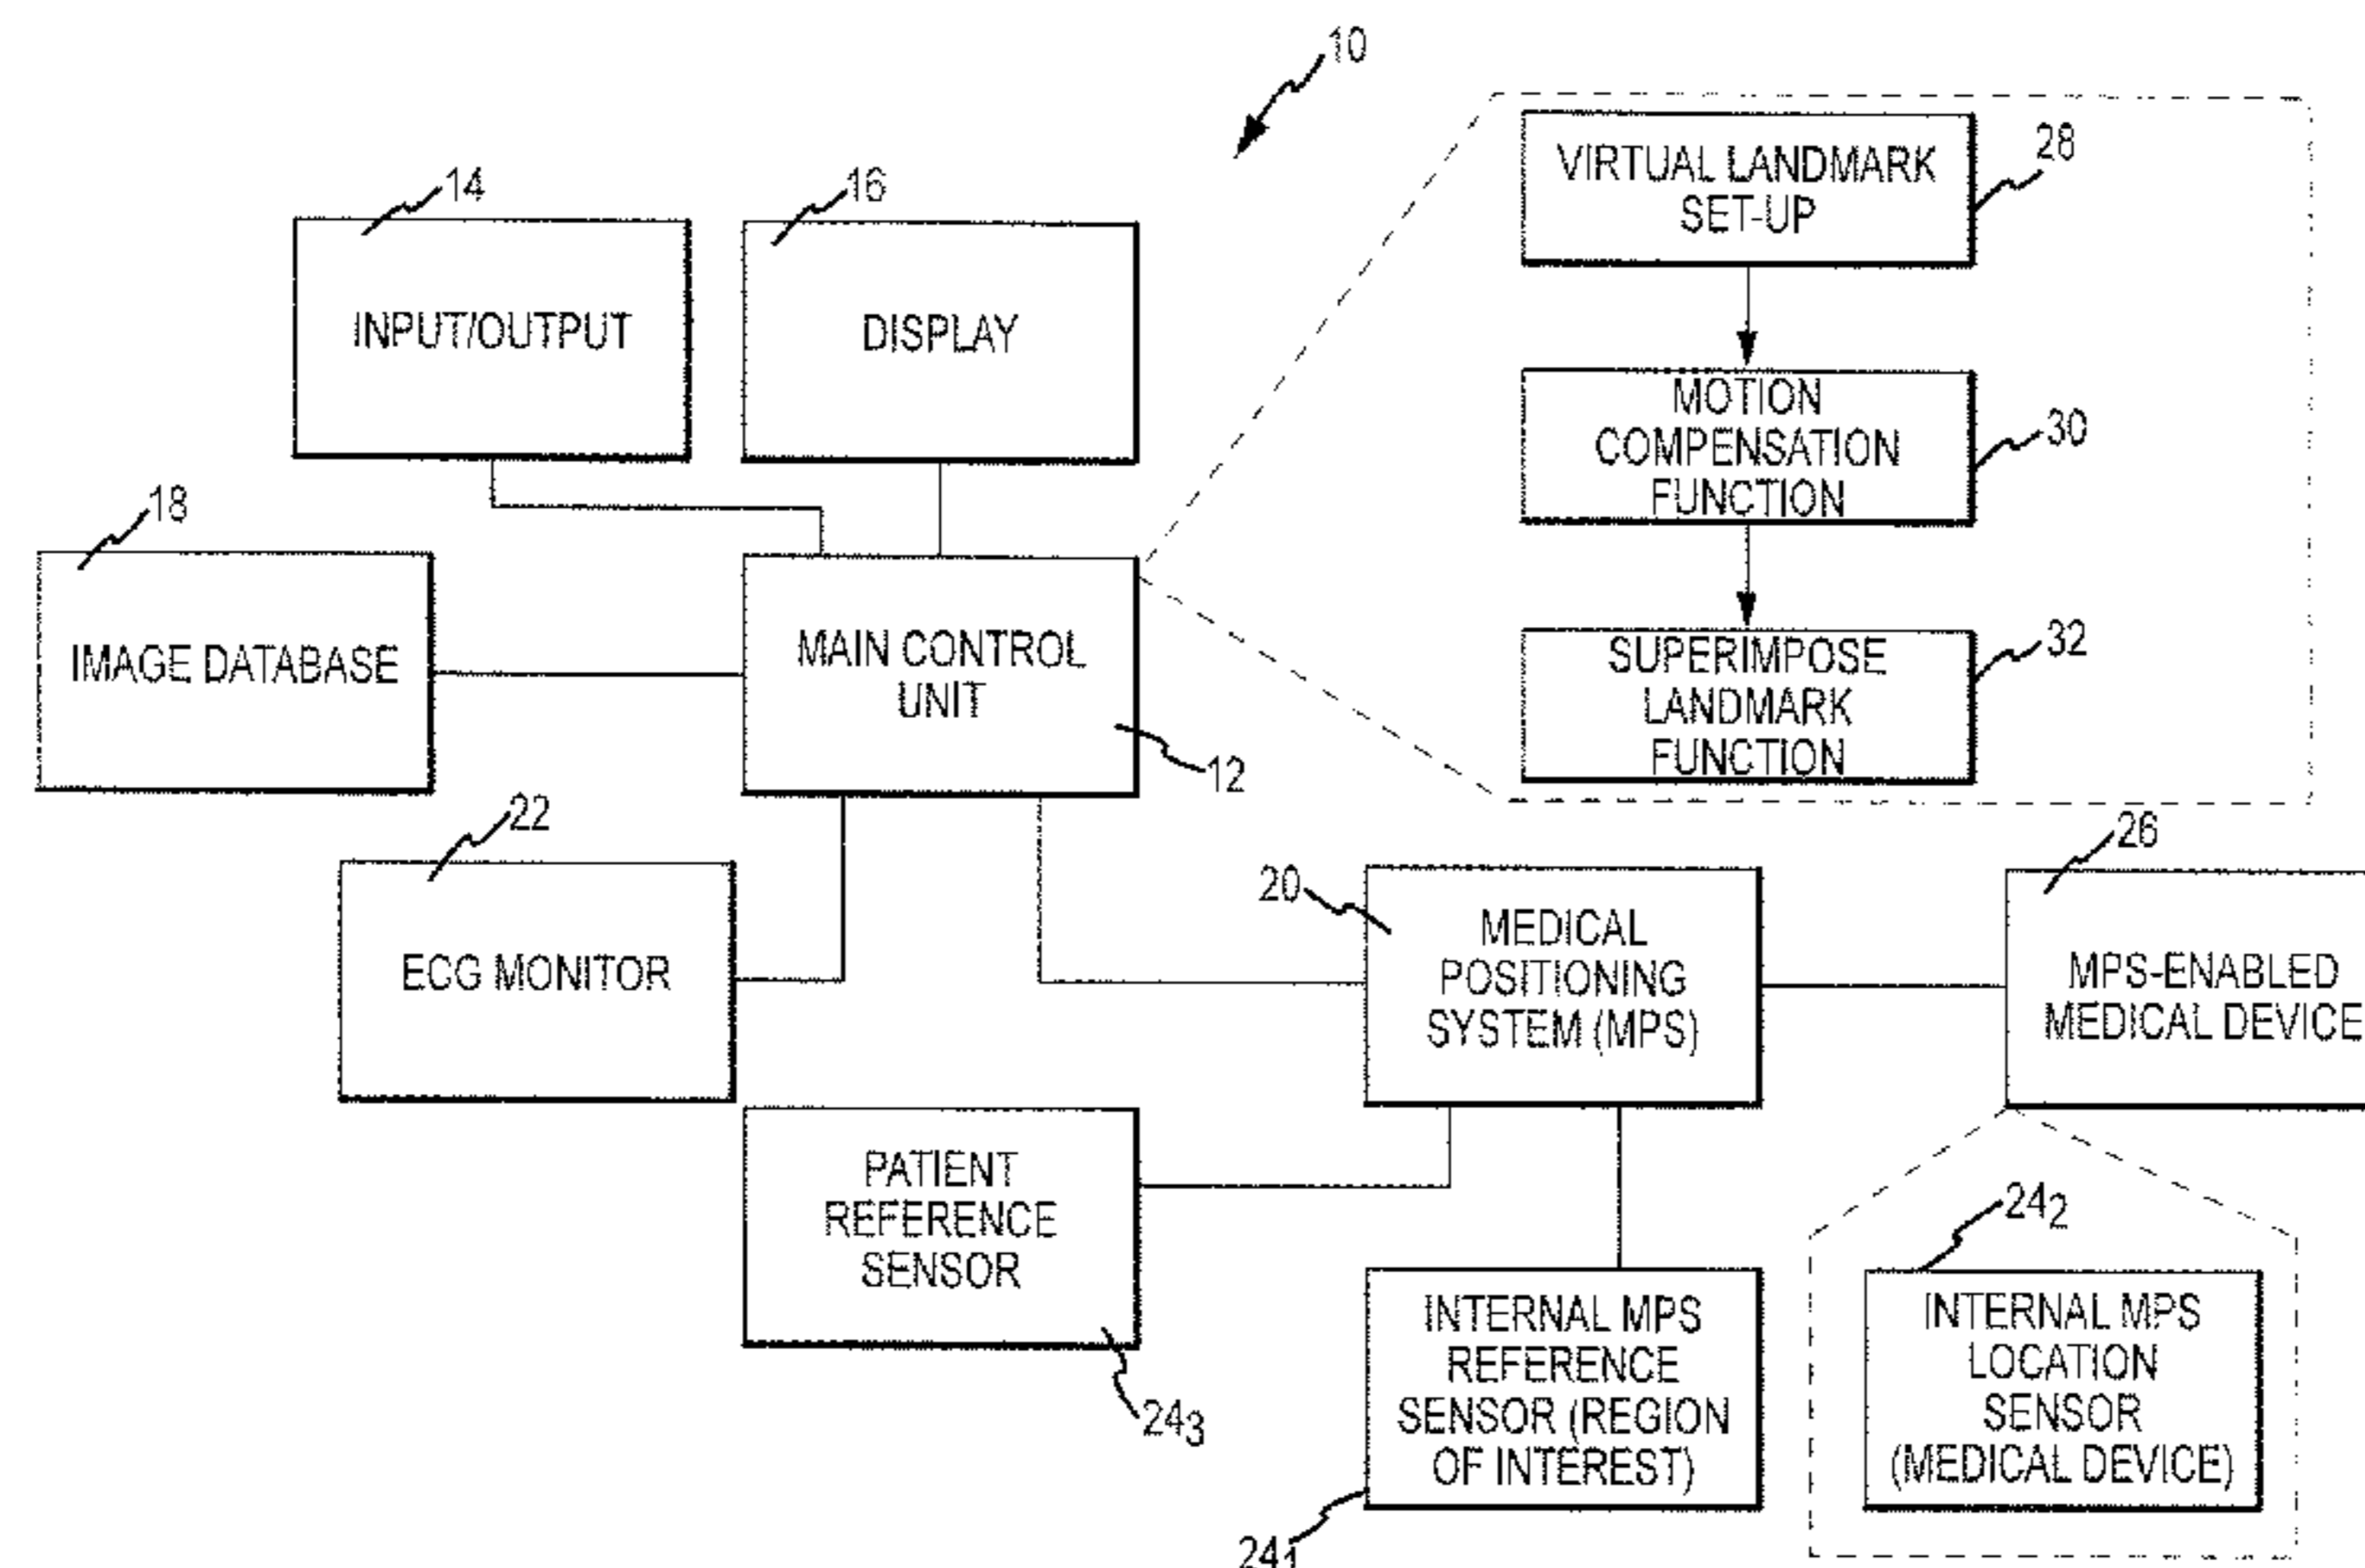 10
14
16
28
VIRTUAL LANDMARK
SET-UP
INPUT/OUTPUT
DISPLAY
MOTION
COMPENSATION
FUNCTION
30
18
IMAGE DATABASE
MAIN CONTROL
UNIT
12
SUPERIMPOSE
LANDMARK
FUNCTION
32
22
ECG MONITOR
20
MEDICAL
POSITIONING
SYSTEM (MPS)
26
MPS-ENABLED
MEDICAL DEVICE
PATIENT
REFERENCE
SENSOR
24₃
INTERNAL MPS
REFERENCE
SENSOR (REGION
OF INTEREST)
24₁
24₂
INTERNAL MPS
LOCATION
SENSOR
(MEDICAL DEVICE)